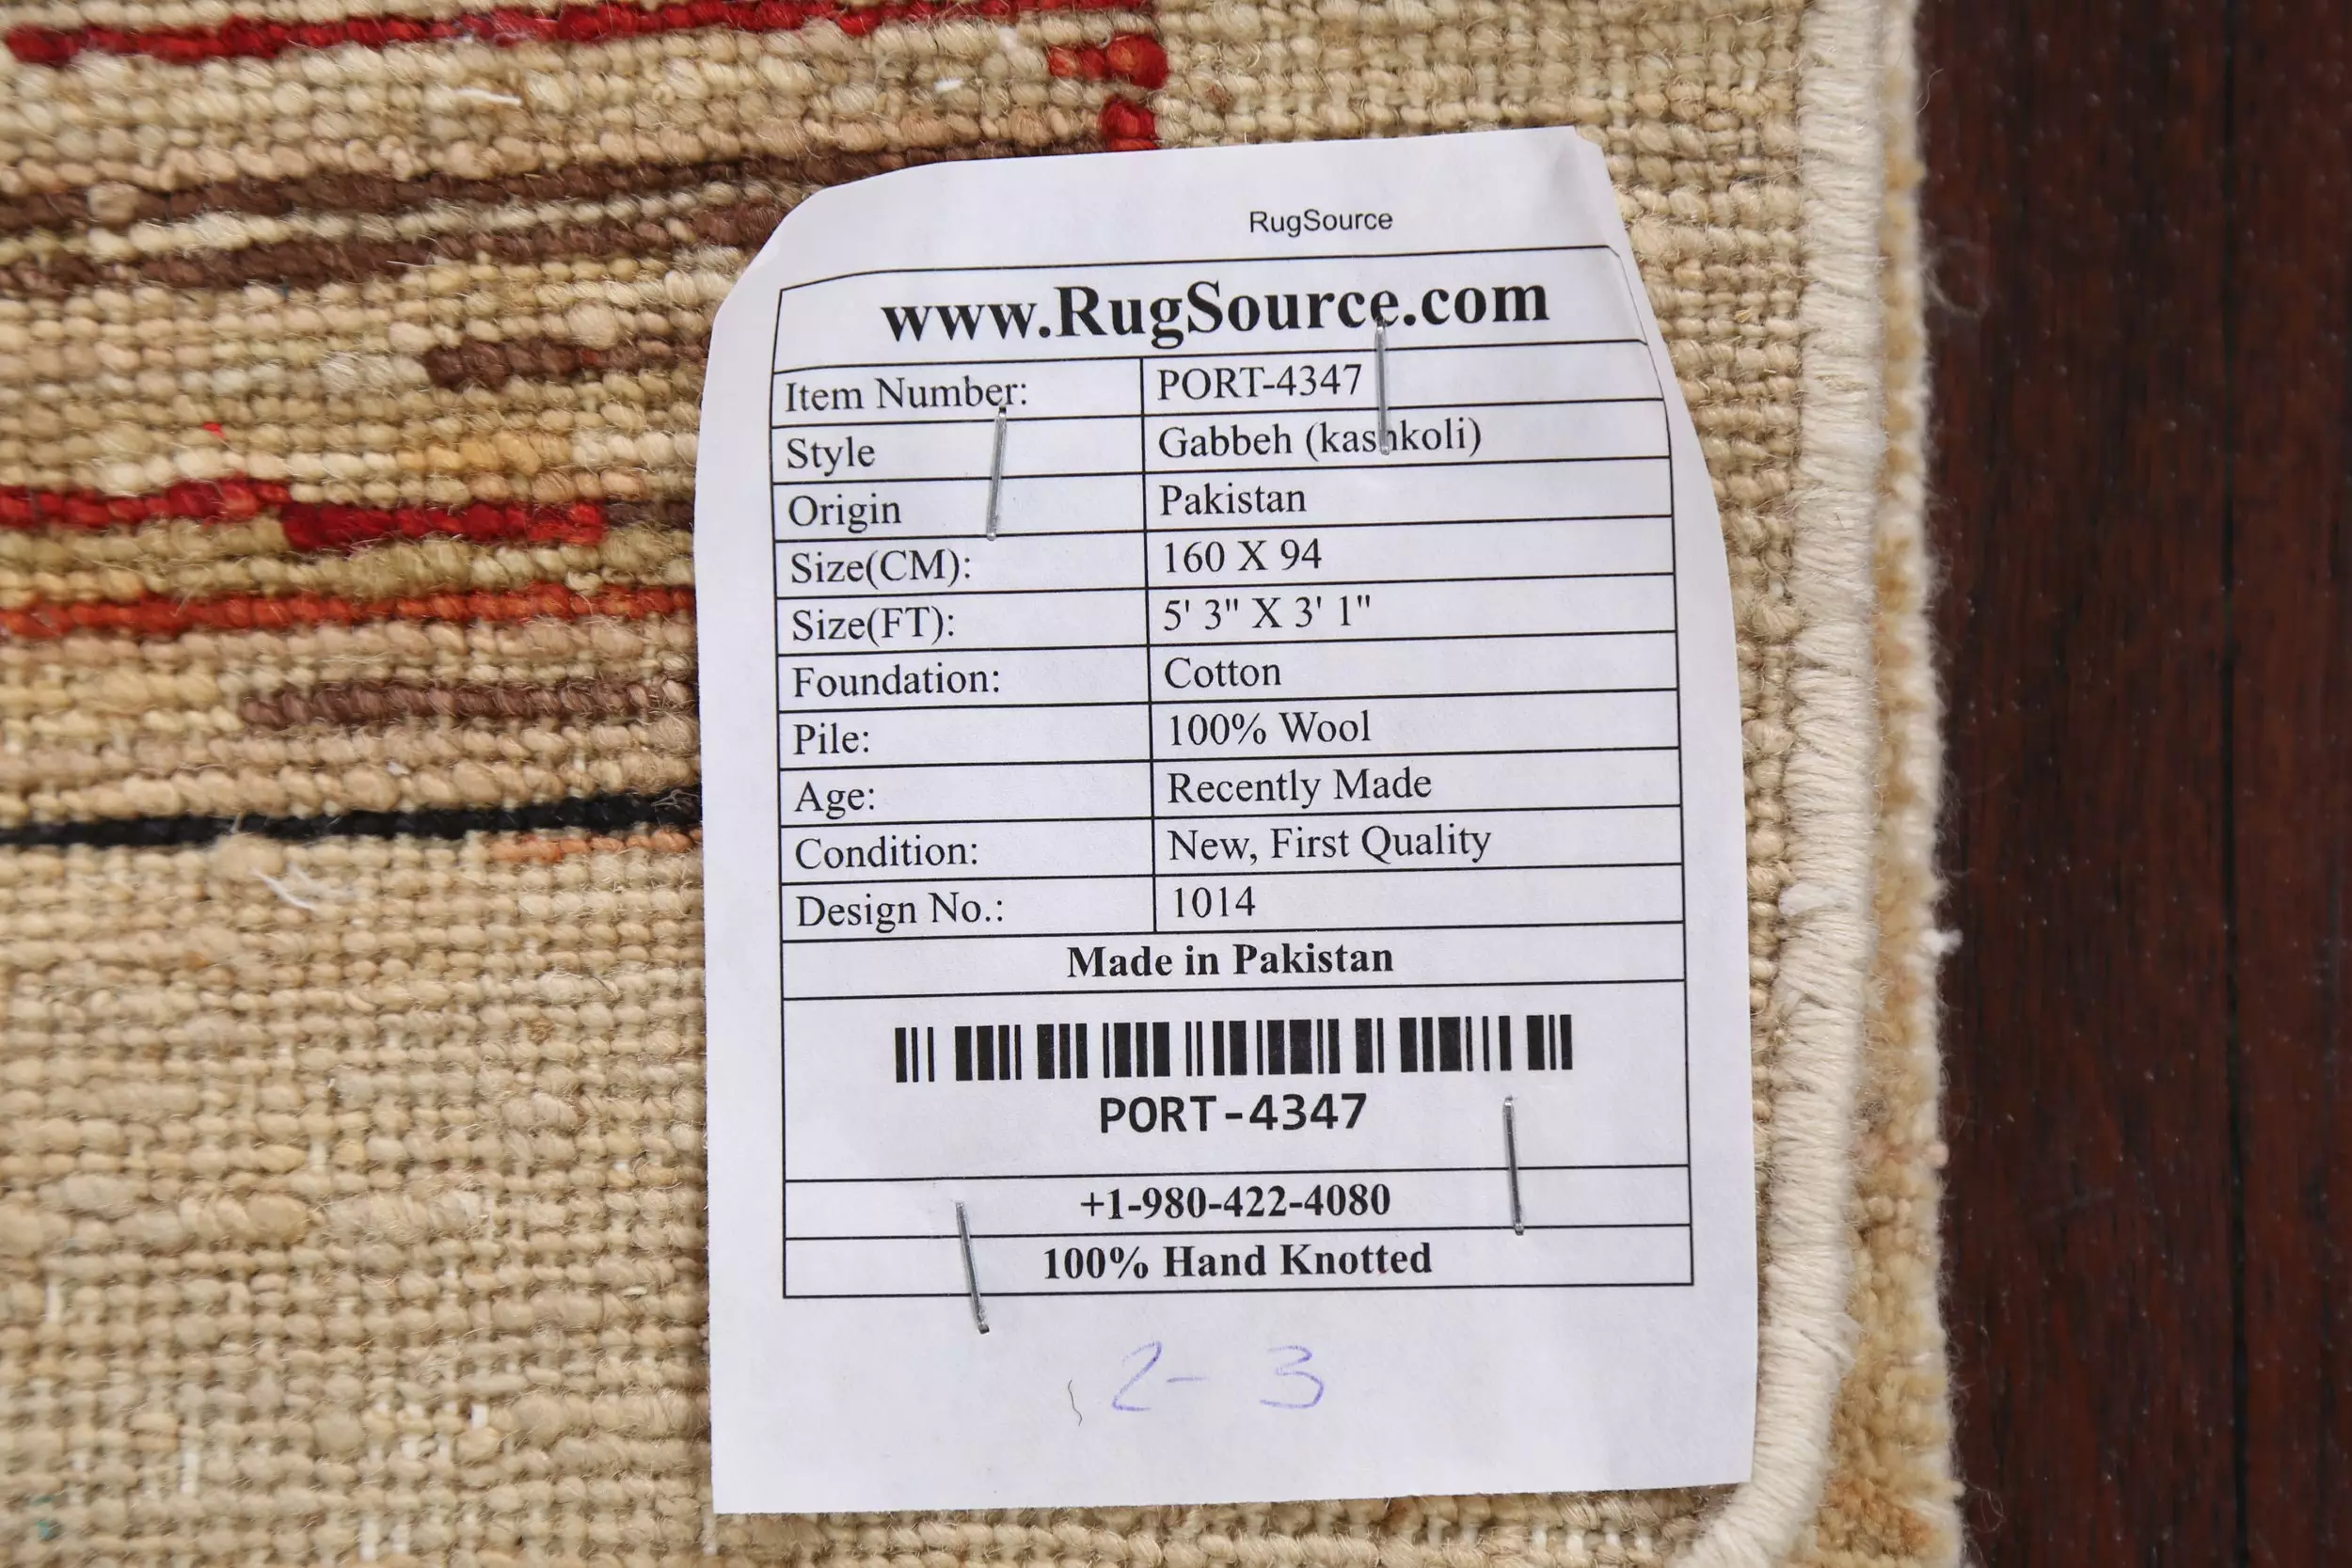 RugSource
www.RugSource.com
Item Number: PORT-4347
Style Gabbeh (kashkoli)
Origin Pakistan
Size(CM): 160 X 94
Size(FT): 5' 3" X 3' 1"
Foundation: Cotton
Pile: 100% Wool
Age: Recently Made
Condition: New, First Quality
Design No.: 1014
Made in Pakistan
PORT-4347
+1-980-422-4080
100% Hand Knotted
2- 3